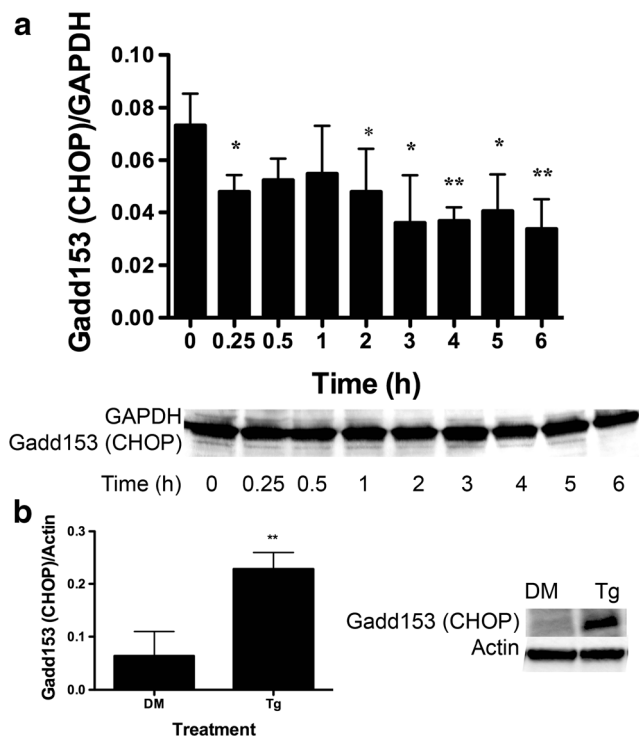 a
Gadd153 (CHOP)/GAPDH
0.10
0.08
0.06
0.04
0.02
0.00
* * * ** * **
0 0.25 0.5 1 2 3 4 5 6
Time (h)
GAPDH
Gadd153 (CHOP)
Time (h) 0 0.25 0.5 1 2 3 4 5 6
b
Gadd153 (CHOP)/Actin
0.3
0.2
0.1
0.0
**
DM Tg
Treatment
DM Tg
Gadd153 (CHOP)
Actin